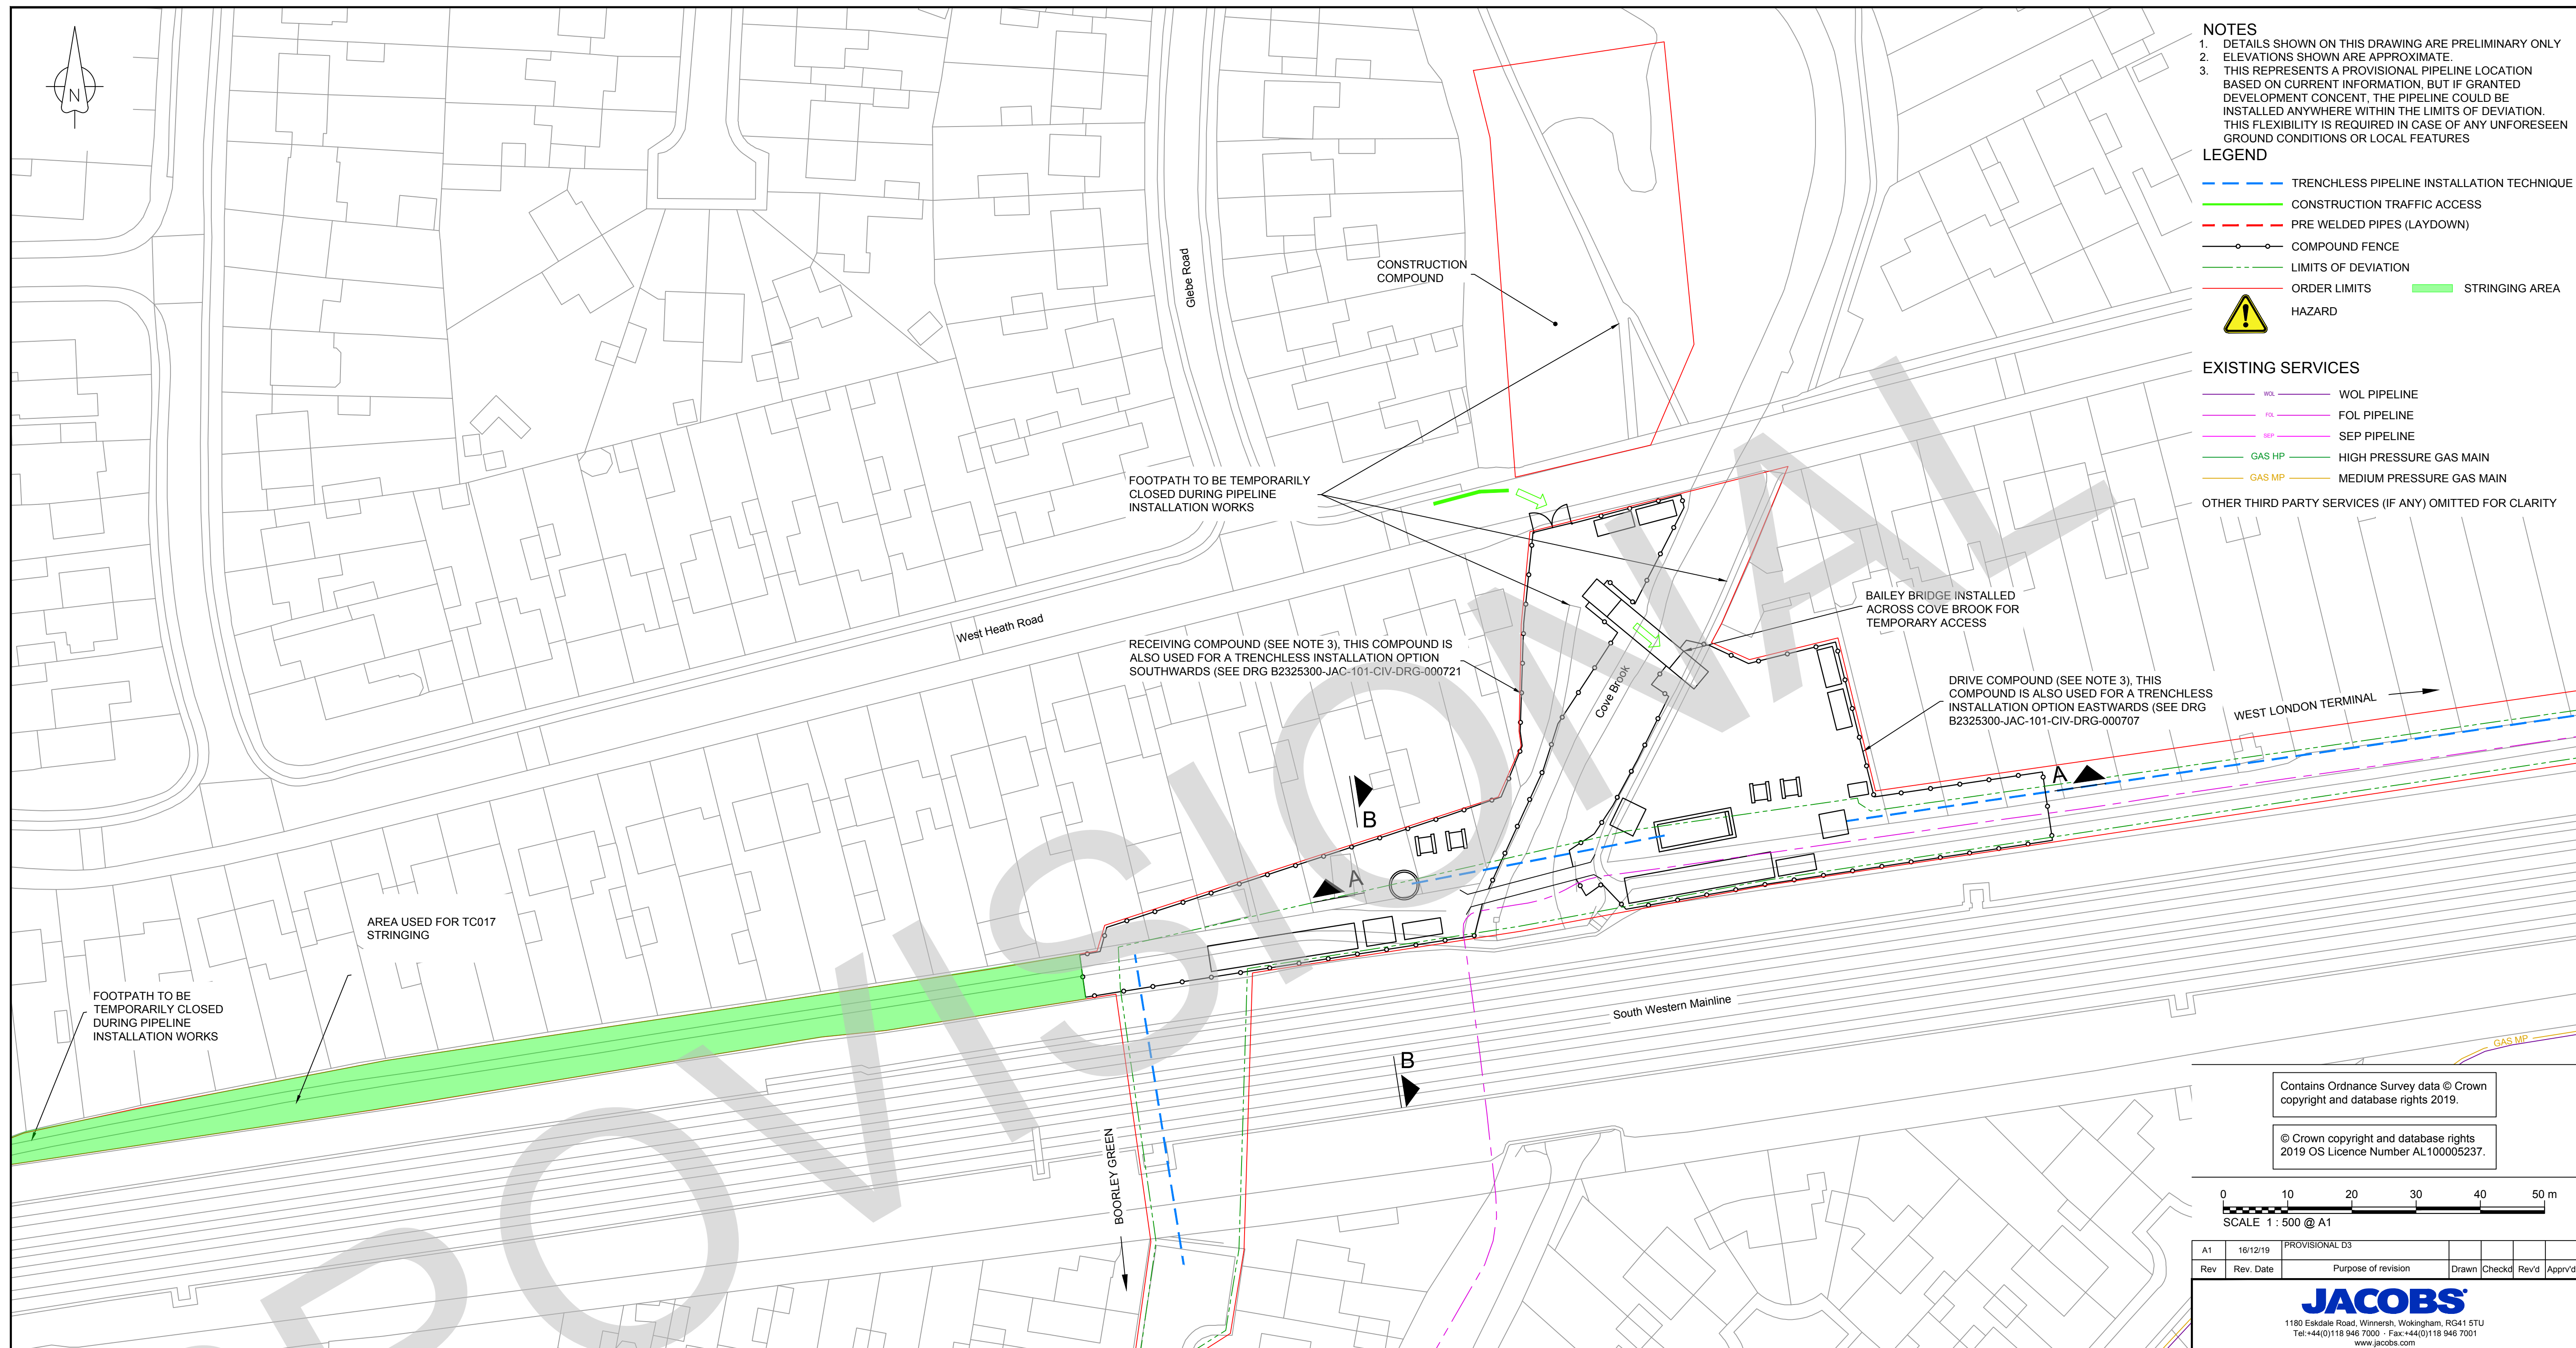 N
NOTES
1. DETAILS SHOWN ON THIS DRAWING ARE PRELIMINARY ONLY
2. ELEVATIONS SHOWN ARE APPROXIMATE.
3. THIS REPRESENTS A PROVISIONAL PIPELINE LOCATION
BASED ON CURRENT INFORMATION, BUT IF GRANTED
DEVELOPMENT CONCENT, THE PIPELINE COULD BE
INSTALLED ANYWHERE WITHIN THE LIMITS OF DEVIATION.
THIS FLEXIBILITY IS REQUIRED IN CASE OF ANY UNFORESEEN
GROUND CONDITIONS OR LOCAL FEATURES
LEGEND
TRENCHLESS PIPELINE INSTALLATION TECHNIQUE
CONSTRUCTION TRAFFIC ACCESS
PRE WELDED PIPES (LAYDOWN)
COMPOUND FENCE
LIMITS OF DEVIATION
ORDER LIMITS
STRINGING AREA
HAZARD
EXISTING SERVICES
WOL WOL PIPELINE
FOL FOL PIPELINE
SEP SEP PIPELINE
GAS HP HIGH PRESSURE GAS MAIN
GAS MP MEDIUM PRESSURE GAS MAIN
OTHER THIRD PARTY SERVICES (IF ANY) OMITTED FOR CLARITY
Glebe Road
CONSTRUCTION
COMPOUND
FOOTPATH TO BE TEMPORARILY
CLOSED DURING PIPELINE
INSTALLATION WORKS
West Heath Road
RECEIVING COMPOUND (SEE NOTE 3), THIS COMPOUND IS
ALSO USED FOR A TRENCHLESS INSTALLATION OPTION
SOUTHWARDS (SEE DRG B2325300-JAC-101-CIV-DRG-000721
Cove Brook
BAILEY BRIDGE INSTALLED
ACROSS COVE BROOK FOR
TEMPORARY ACCESS
DRIVE COMPOUND (SEE NOTE 3), THIS
COMPOUND IS ALSO USED FOR A TRENCHLESS
INSTALLATION OPTION EASTWARDS (SEE DRG
B2325300-JAC-101-CIV-DRG-000707
WEST LONDON TERMINAL
A
B
A
AREA USED FOR TC017
STRINGING
FOOTPATH TO BE
TEMPORARILY CLOSED
DURING PIPELINE
INSTALLATION WORKS
South Western Mainline
B
BOORLEY GREEN
GAS MP
OVISIONAL
Contains Ordnance Survey data © Crown
copyright and database rights 2019.
© Crown copyright and database rights
2019 OS Licence Number AL100005237.
0 10 20 30 40 50 m
SCALE 1 : 500 @ A1
A1 16/12/19 PROVISIONAL D3
Rev Rev. Date Purpose of revision Drawn Checkd Rev'd Apprv'd
JACOBS
1180 Eskdale Road, Winnersh, Wokingham, RG41 5TU
Tel:+44(0)118 946 7000 - Fax:+44(0)118 946 7001
www.jacobs.com